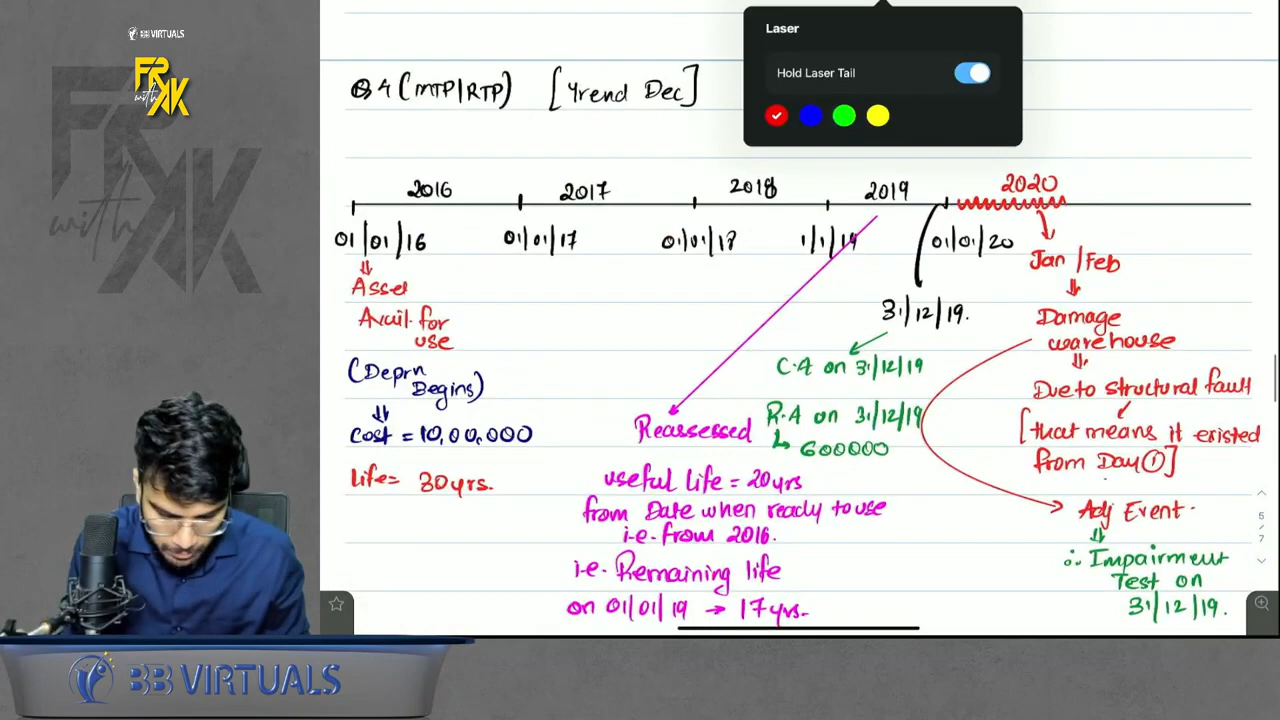 BB VIRTUALS
FR
with
AK
Laser
Hold Laser Tail
Q4 (MTP/RTP) [Yrend Dec]
2016 2017 2018 2019 2020
01/01/16 01/01/17 01/01/18 1/1/19 01/01/20
31/12/19.
Asset
Avail. for
use
(Deprn
Begins)
Cost = 10,00,000
life = 30yrs.
Reassessed
useful life = 20yrs
from Date when ready to use
i.e. from 2016.
i.e. Remaining life
on 01/01/19 → 17yrs.
C.A on 31/12/19
R.A on 31/12/19
600000
Jan /Feb
Damage
warehouse
Due to structural fault
[that means it existed
from Day ①]
Adj Event.
∴ Impairment
Test on
31/12/19.
5
/
7
BB VIRTUALS